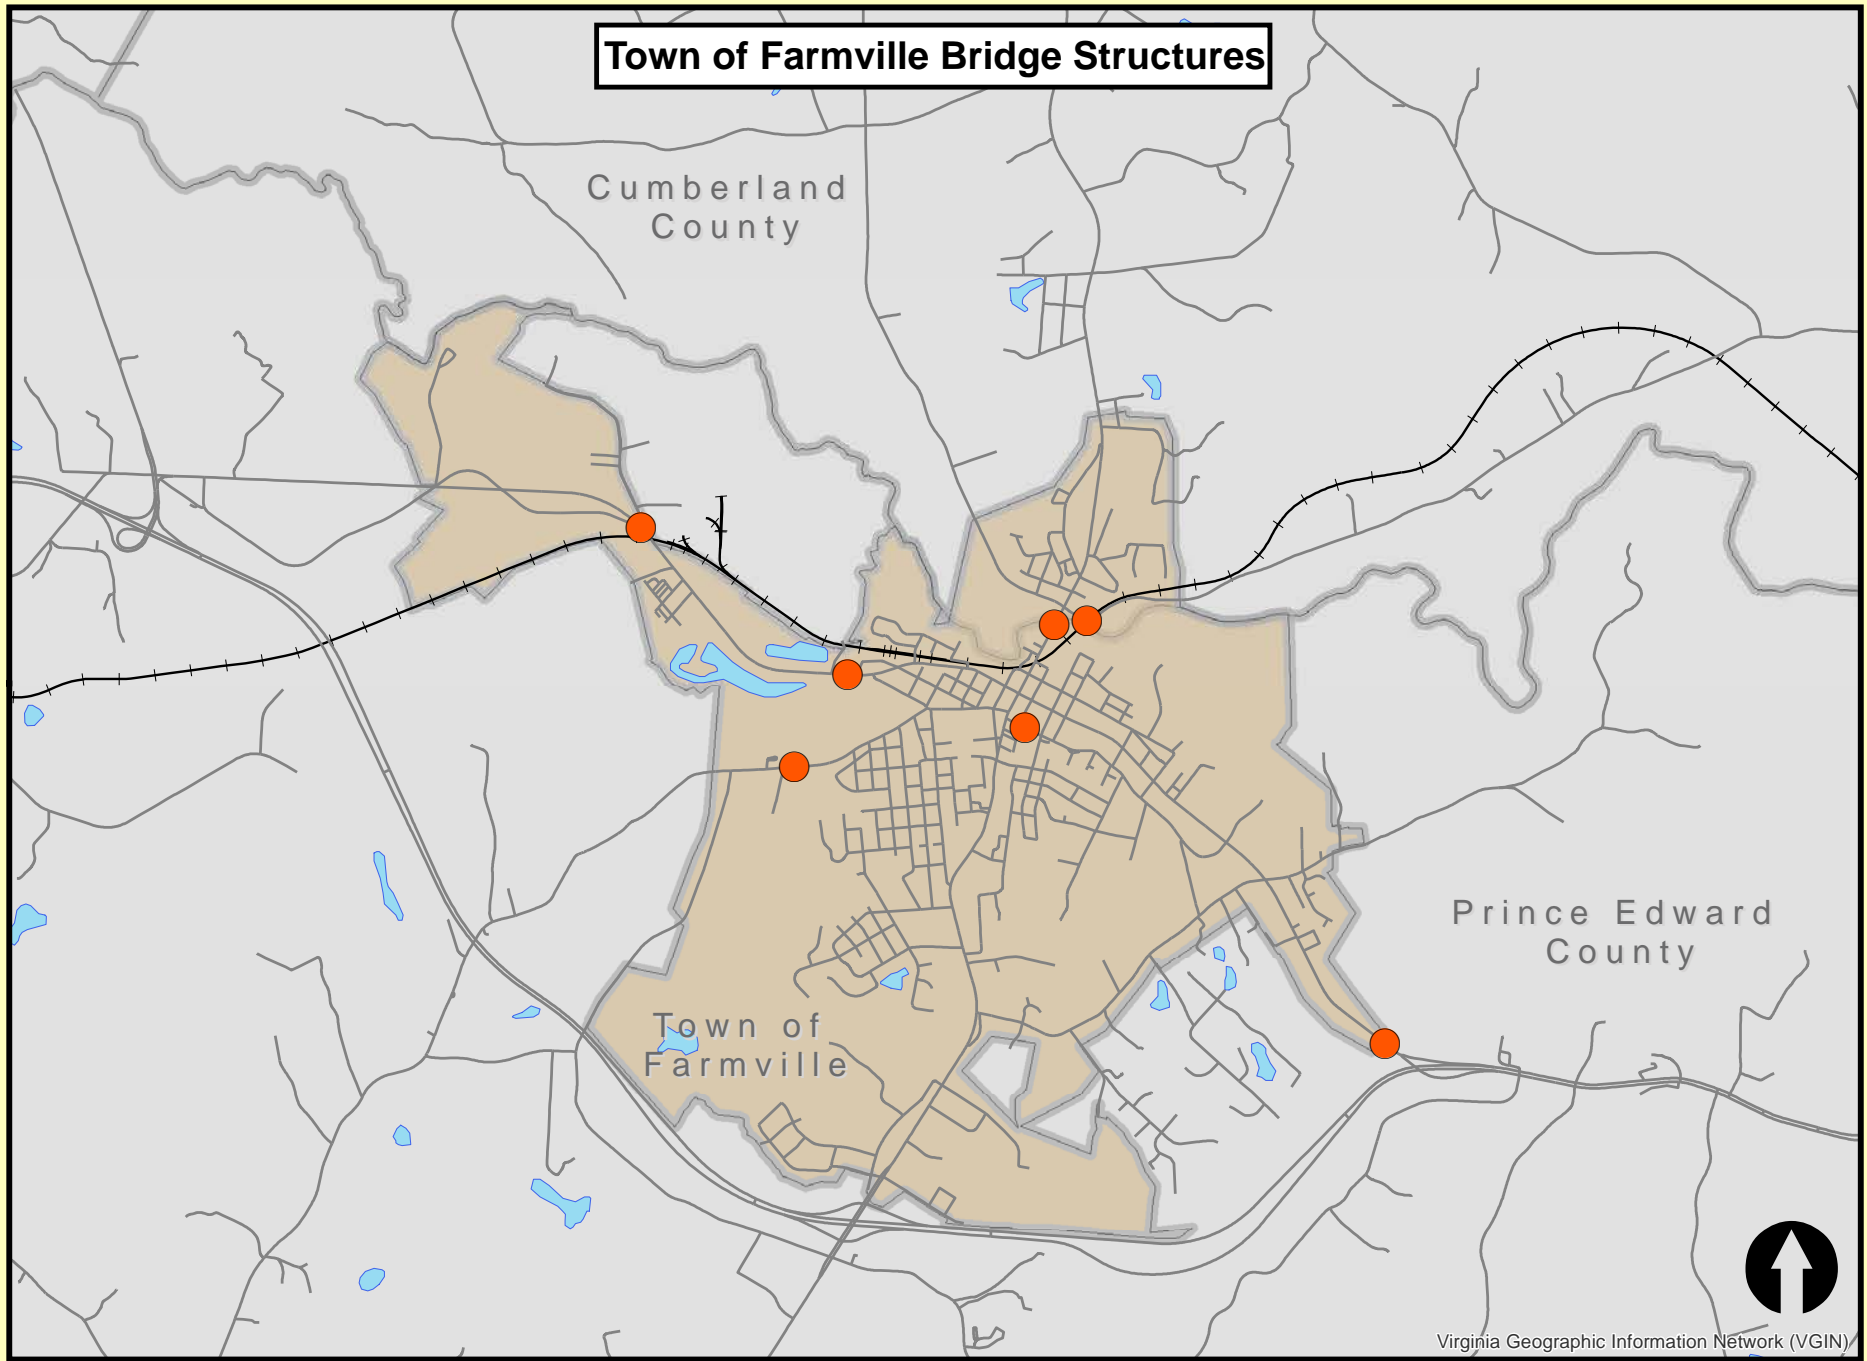 Town of Farmville Bridge Structures
Cumberland
County
Prince Edward
County
Town of
Farmville
Virginia Geographic Information Network (VGIN)